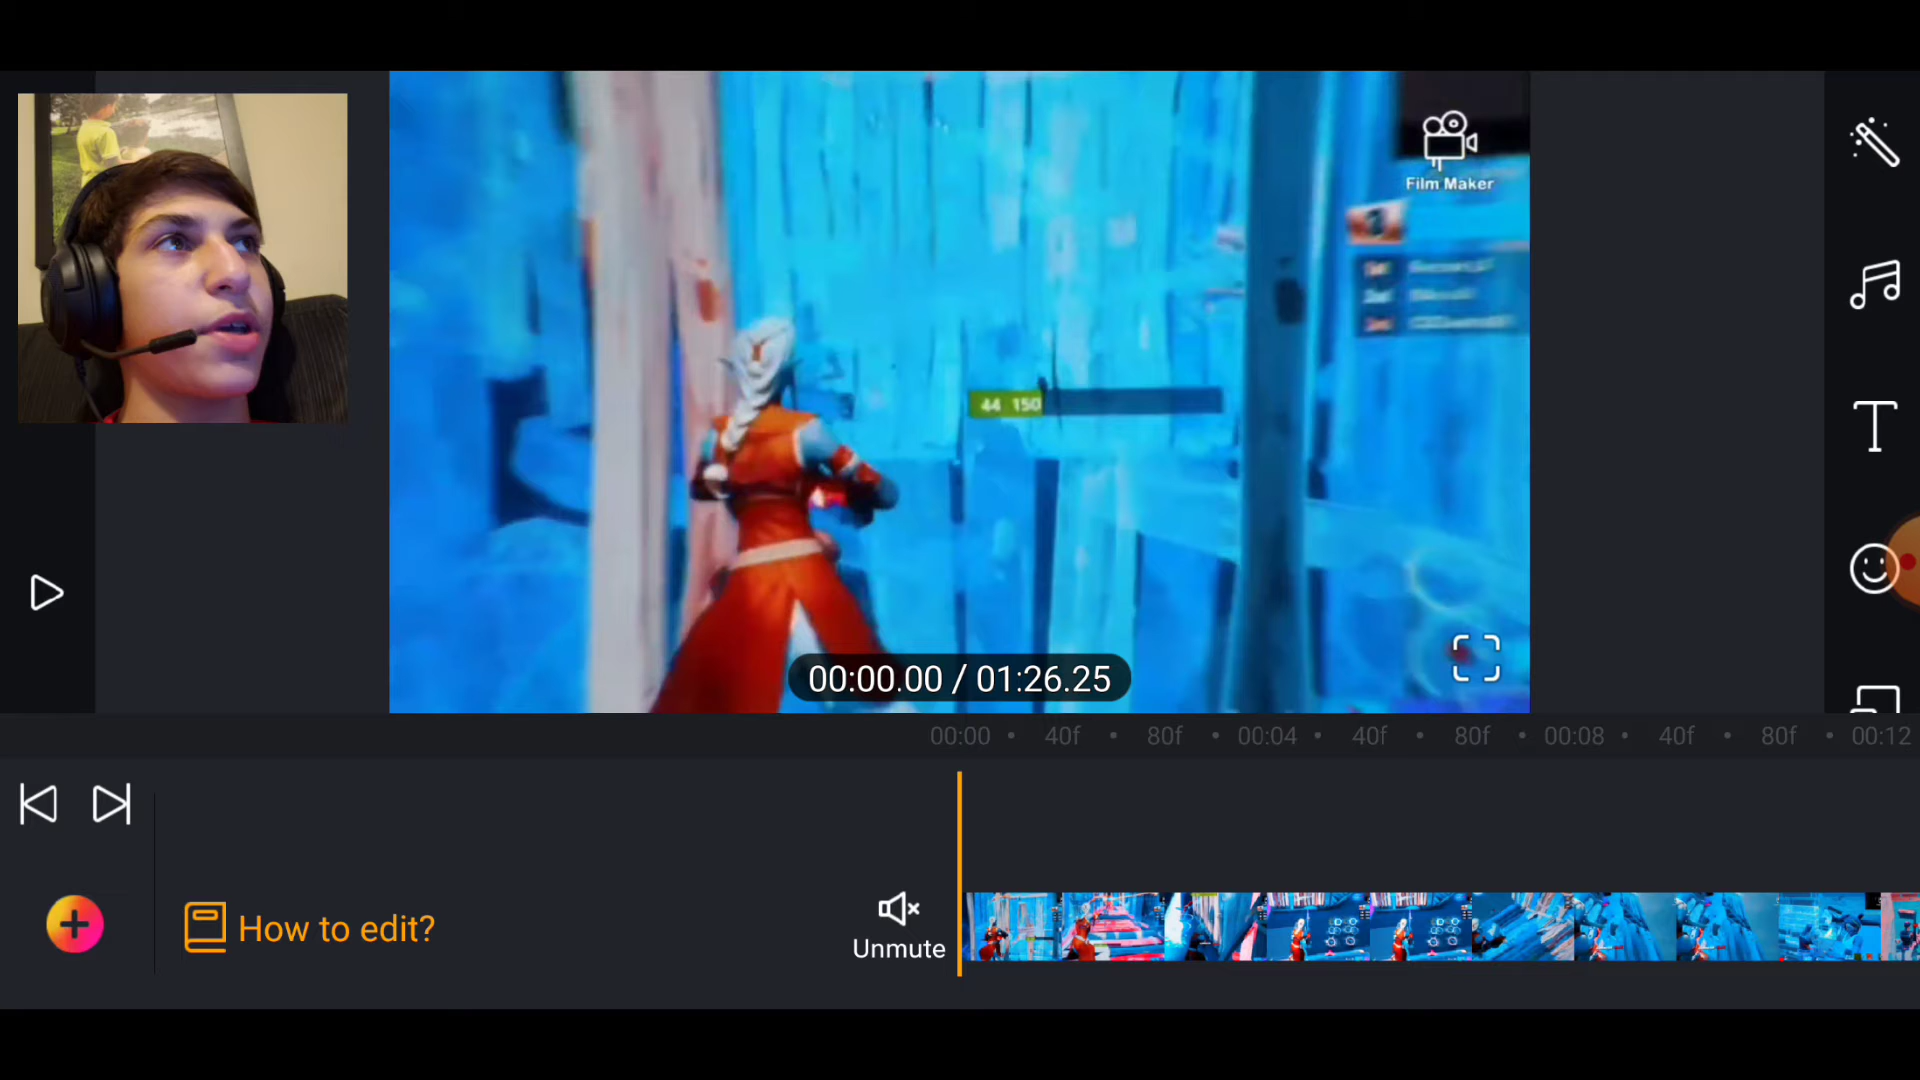 Film Maker
44 150
00:00.00 / 01:26.25
00:00 40f 80f 00:04 40f 80f 00:08 40f 80f 00:12
How to edit?
Unmute